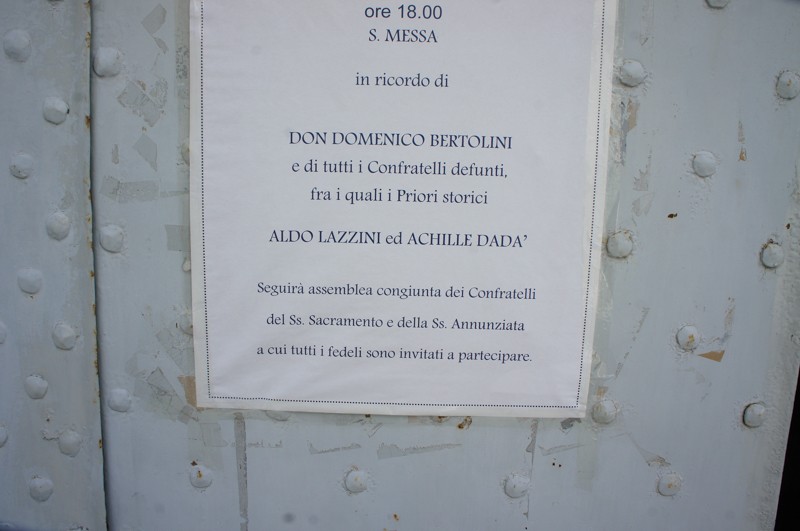 ore 18.00
S. MESSA
in ricordo di
DON DOMENICO BERTOLINI
e di tutti i Confratelli defunti,
fra i quali i Priori storici
ALDO LAZZINI ed ACHILLE DADA'
Seguirà assemblea congiunta dei Confratelli
del Ss. Sacramento e della Ss. Annunziata
a cui tutti i fedeli sono invitati a partecipare.